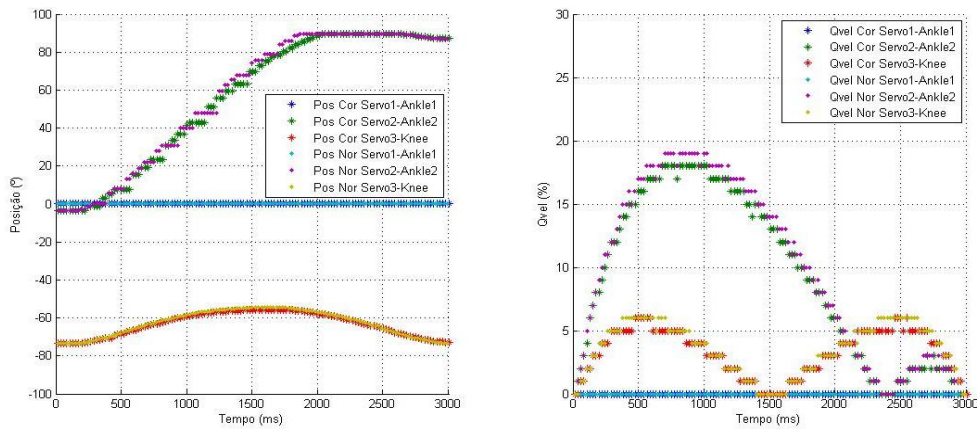 100
80
60
40
20
0
-20
-40
-60
-80
-100
Posição (º)
0
500
1000
1500
2000
2500
3000
Tempo (ms)
Pos Cor Servo1-Ankle1
Pos Cor Servo2-Ankle2
Pos Cor Servo3-Knee
Pos Nor Servo1-Ankle1
Pos Nor Servo2-Ankle2
Pos Nor Servo3-Knee
30
25
20
15
10
5
0
Qvel (%)
0
500
1000
1500
2000
2500
3000
Tempo (ms)
Qvel Cor Servo1-Ankle1
Qvel Cor Servo2-Ankle2
Qvel Cor Servo3-Knee
Qvel Nor Servo1-Ankle1
Qvel Nor Servo2-Ankle2
Qvel Nor Servo3-Knee